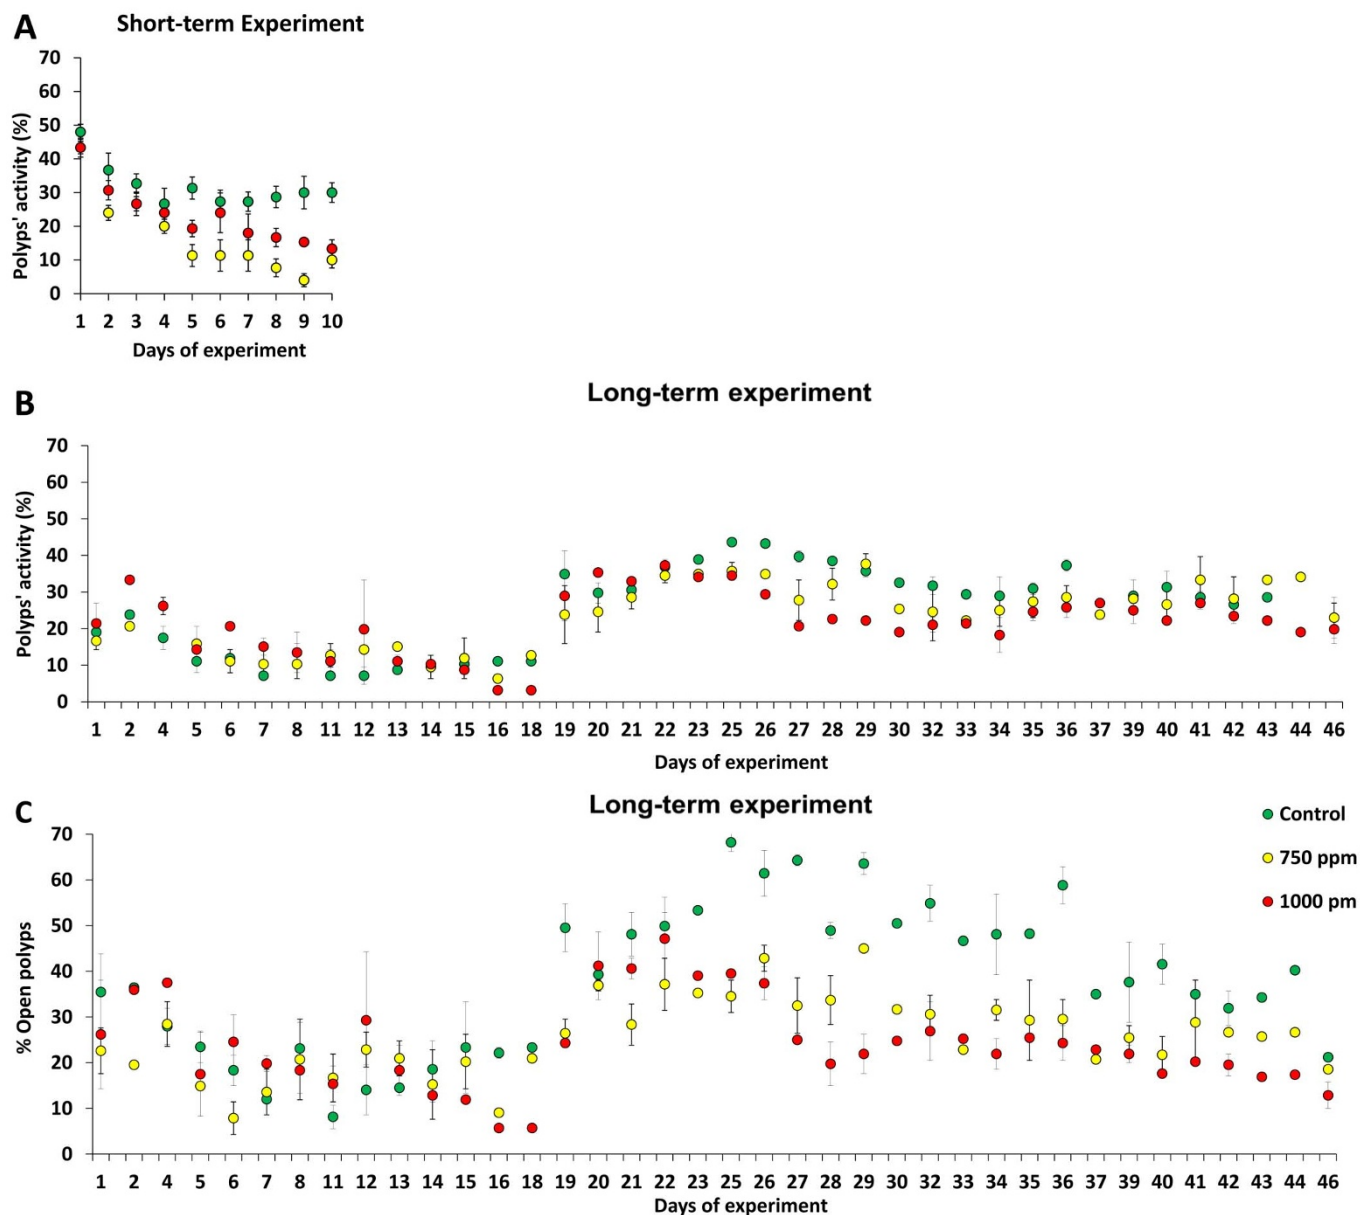 A
Short-term Experiment
Polyps' activity (%)
70
60
50
40
30
20
10
0
1 2 3 4 5 6 7 8 9 10
Days of experiment
B
Long-term experiment
Polyps' activity (%)
70
60
50
40
30
20
10
0
1 2 4 5 6 7 8 11 12 13 14 15 16 18 19 20 21 22 23 25 26 27 28 29 30 32 33 34 35 36 37 39 40 41 42 43 44 46
Days of experiment
C
Long-term experiment
% Open polyps
70
60
50
40
30
20
10
0
1 2 4 5 6 7 8 11 12 13 14 15 16 18 19 20 21 22 23 25 26 27 28 29 30 32 33 34 35 36 37 39 40 41 42 43 44 46
Days of experiment
Control
750 ppm
1000 pm